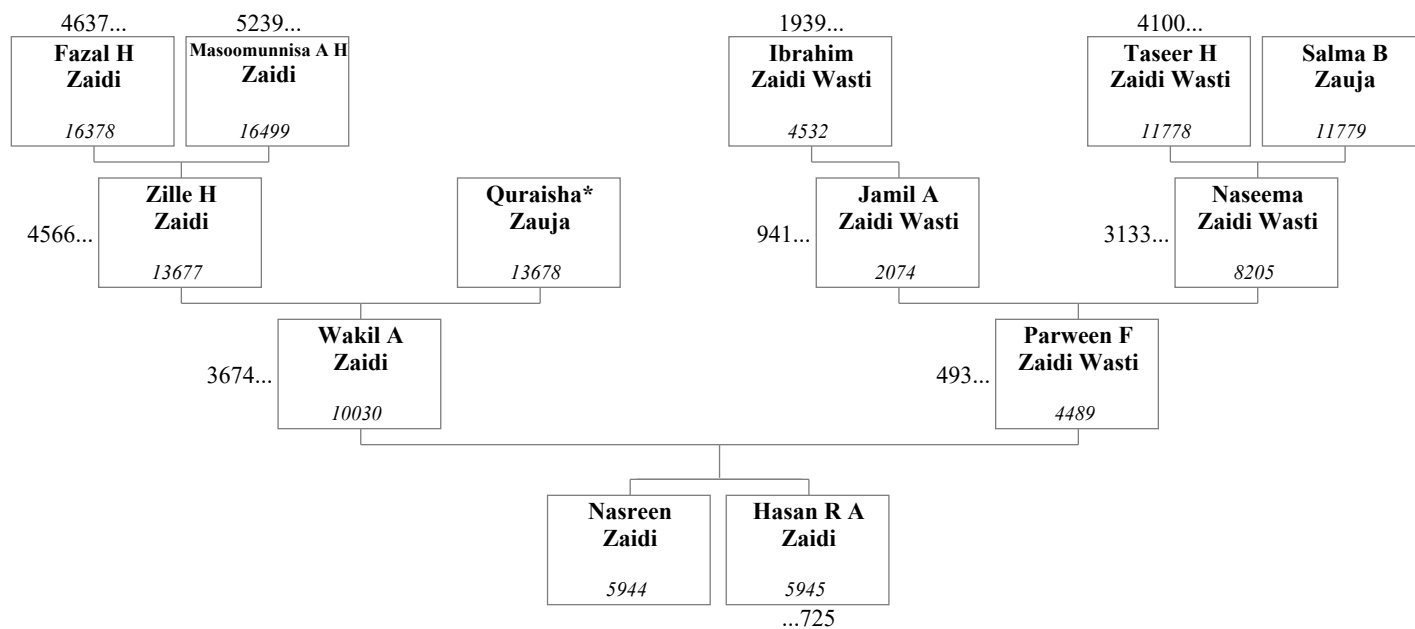 4637...
5239...
1939...
4100...
Fazal H
Zaidi
16378
Masoomunnisa A H
Zaidi
16499
Ibrahim
Zaidi Wasti
4532
Taseer H
Zaidi Wasti
11778
Salma B
Zauja
11779
4566...
Zille H
Zaidi
13677
Quraisha*
Zauja
13678
941...
Jamil A
Zaidi Wasti
2074
3133...
Naseema
Zaidi Wasti
8205
3674...
Wakil A
Zaidi
10030
493...
Parween F
Zaidi Wasti
4489
Nasreen
Zaidi
5944
Hasan R A
Zaidi
5945
...725